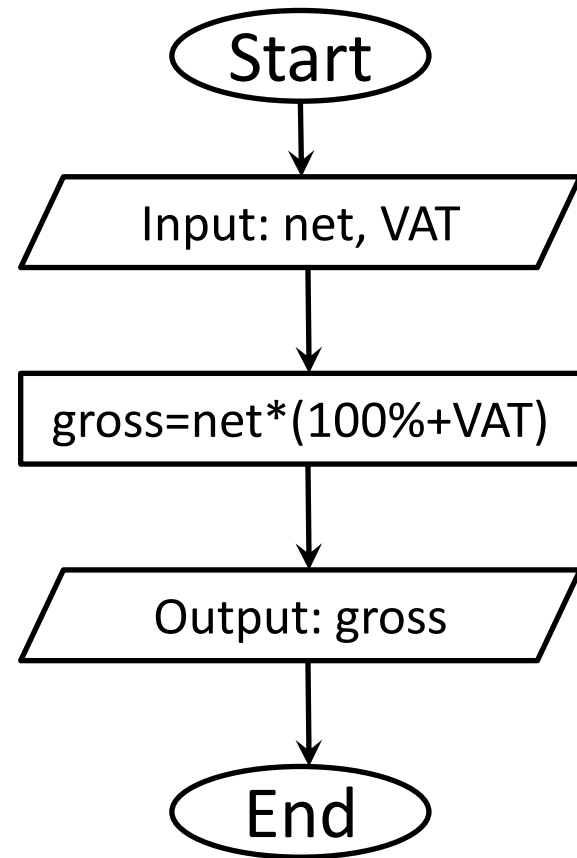 Start
Input: net, VAT
gross=net*(100%+VAT)
Output: gross
End